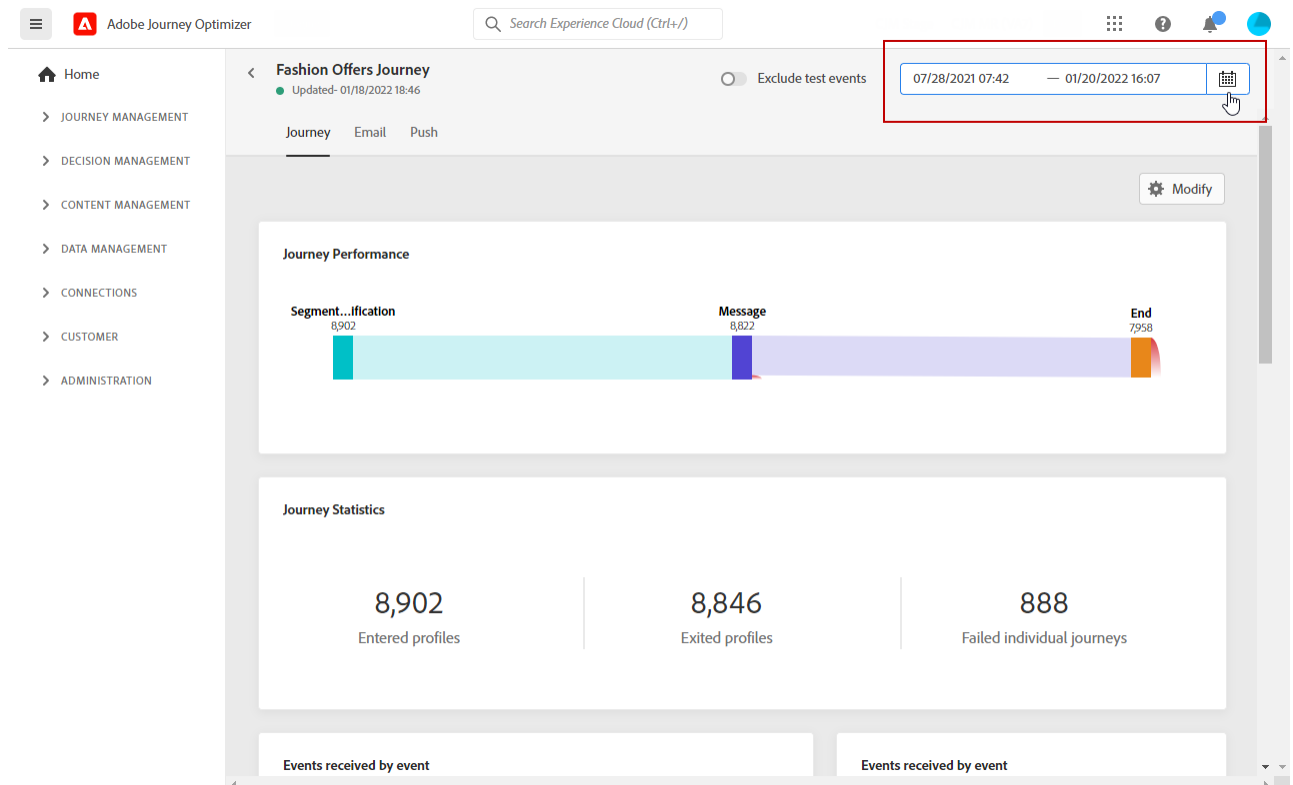 Adobe Journey Optimizer
Search Experience Cloud (Ctrl+/)
Home
JOURNEY MANAGEMENT
DECISION MANAGEMENT
CONTENT MANAGEMENT
DATA MANAGEMENT
CONNECTIONS
CUSTOMER
ADMINISTRATION
Fashion Offers Journey
Updated- 01/18/2022 18:46
Exclude test events
07/28/2021 07:42 — 01/20/2022 16:07
Journey Email Push
Modify
Journey Performance
Segment...ification
8,902
Message
8,822
End
7,958
Journey Statistics
8,902
Entered profiles
8,846
Exited profiles
888
Failed individual journeys
Events received by event
Events received by event